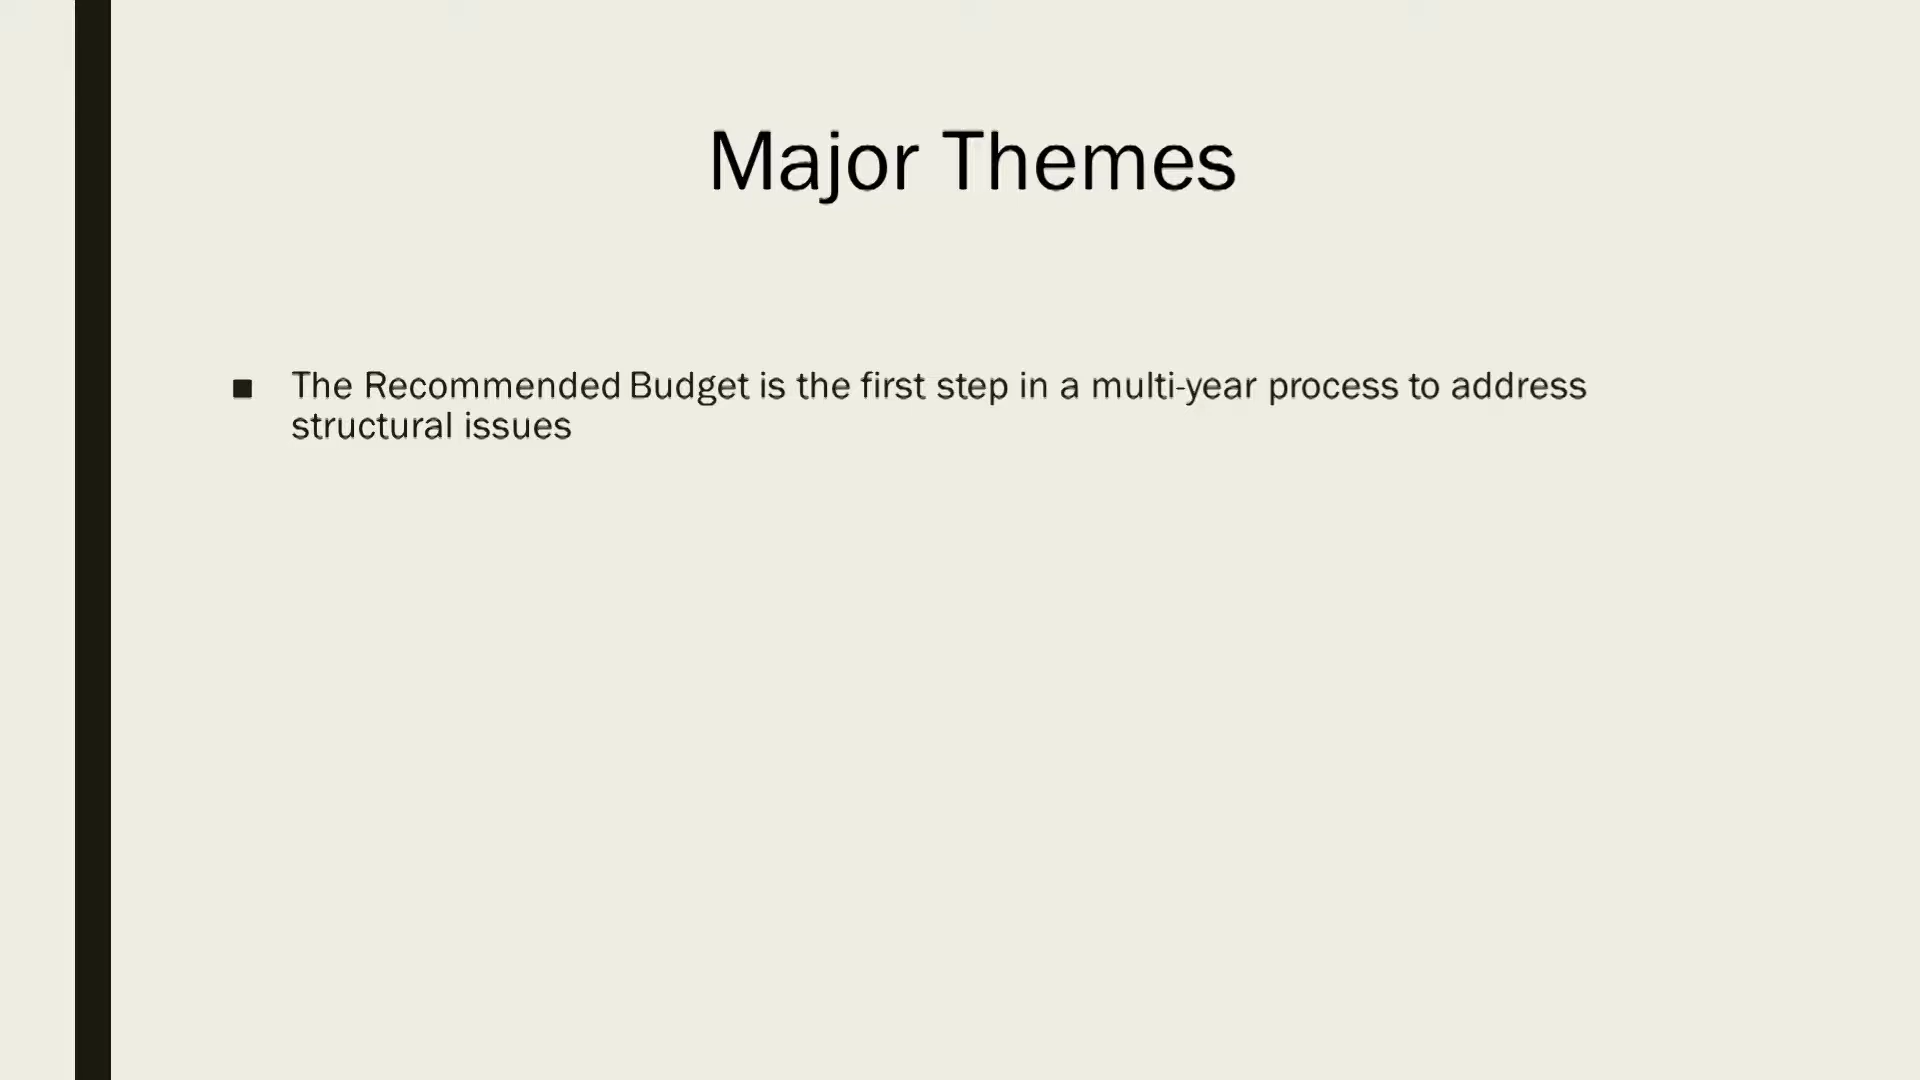 Major Themes
■ The Recommended Budget is the first step in a multi-year process to address
structural issues